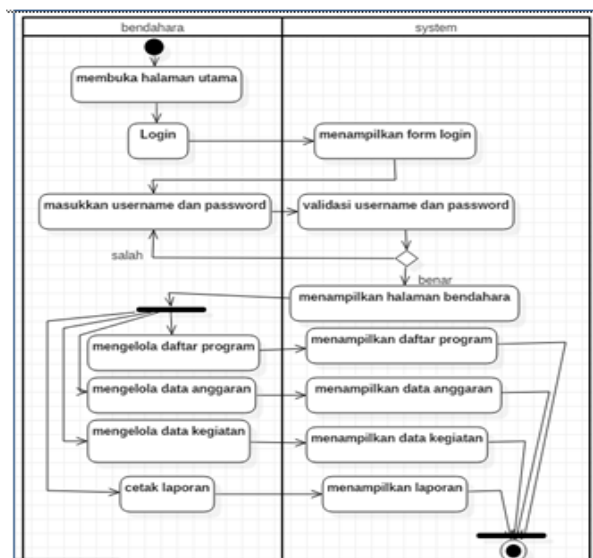 bendahara
system
membuka halaman utama
Login
menampilkan form login
masukkan username dan password
validasi username dan password
salah
benar
menampilkan halaman bendahara
mengelola daftar program
menampilkan daftar program
mengelola data anggaran
menampilkan data anggaran
mengelola data kegiatan
menampilkan data kegiatan
cetak laporan
menampilkan laporan